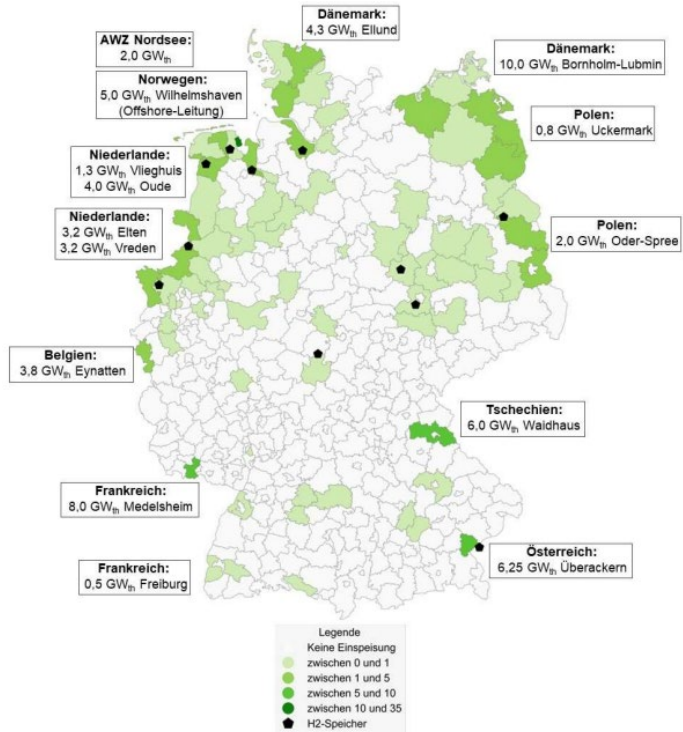 Dänemark:
4,3 GWth Ellund
AWZ Nordsee:
2,0 GWth
Norwegen:
5,0 GWth Wilhelmshaven
(Offshore-Leitung)
Niederlande:
1,3 GWth Vlieghuis
4,0 GWth Oude
Niederlande:
3,2 GWth Elten
3,2 GWth Vreden
Belgien:
3,8 GWth Eynatten
Frankreich:
8,0 GWth Medelsheim
Frankreich:
0,5 GWth Freiburg
Dänemark:
10,0 GWth Bornholm-Lubmin
Polen:
0,8 GWth Uckermark
Polen:
2,0 GWth Oder-Spree
Tschechien:
6,0 GWth Waidhaus
Österreich:
6,25 GWth Überackern
Legende
Keine Einspeisung
zwischen 0 und 1
zwischen 1 und 5
zwischen 5 und 10
zwischen 10 und 35
H2-Speicher